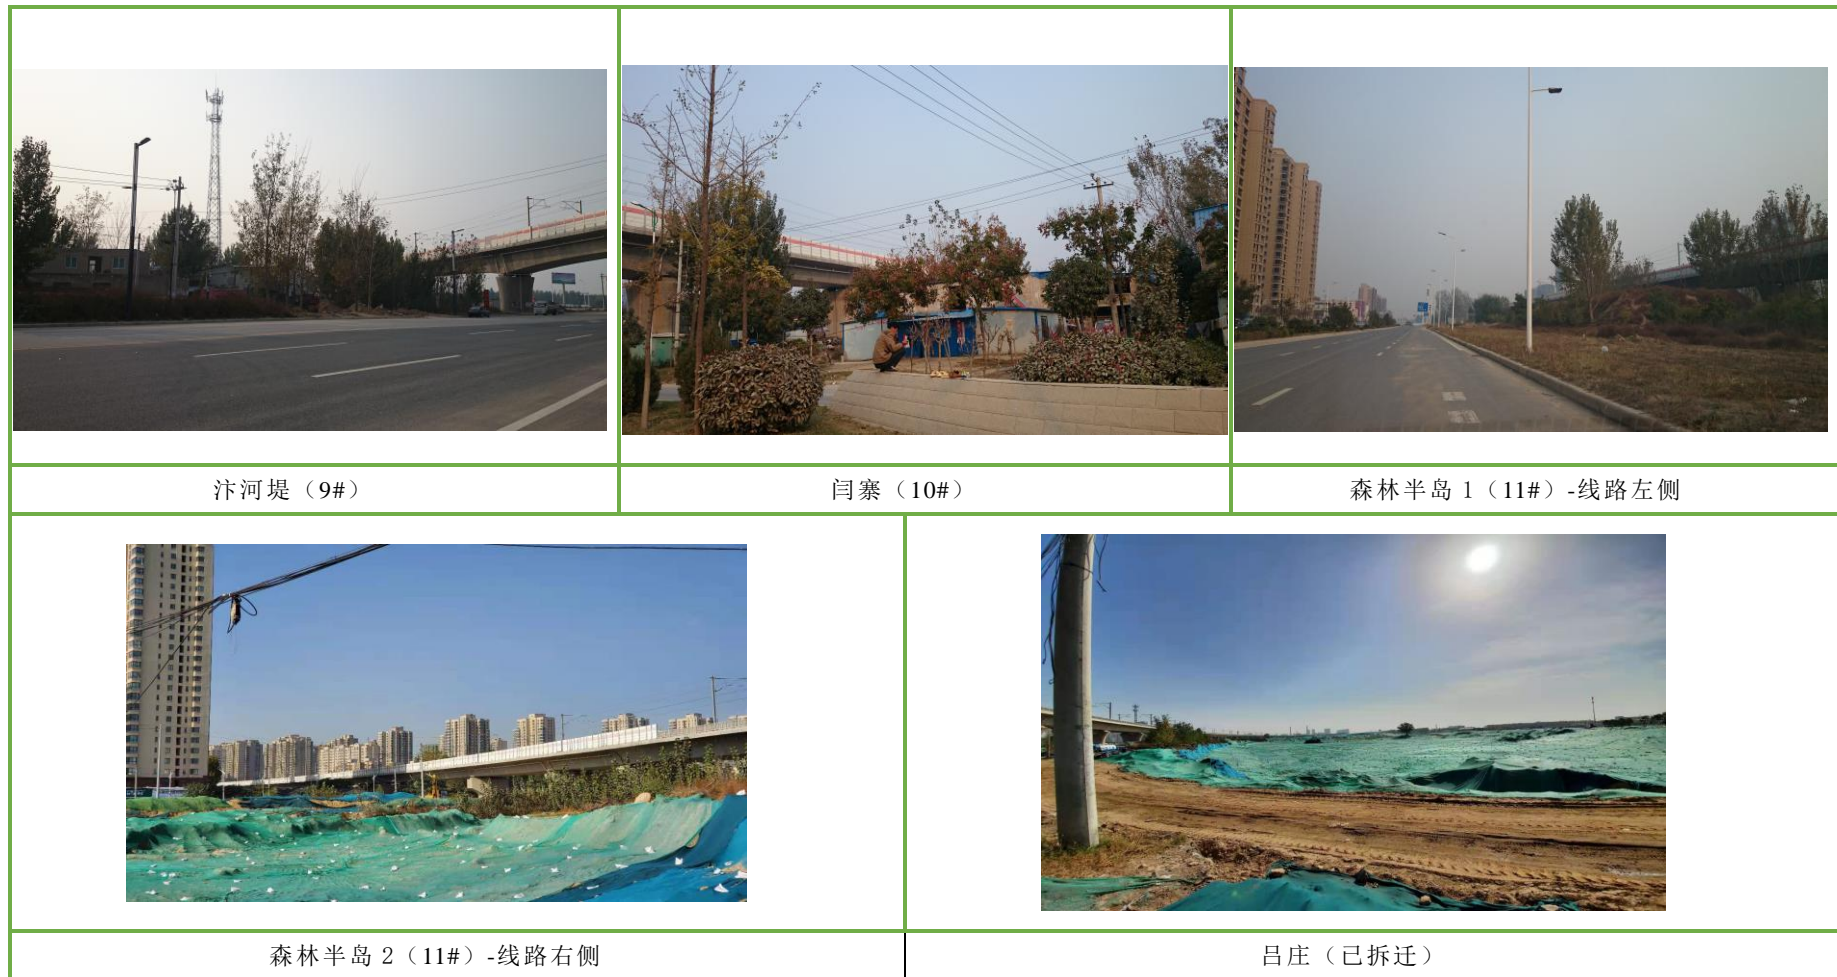 汴河堤（9#）
闫寨（10#）
森林半岛 1（11#）-线路左侧
森林半岛 2（11#）-线路右侧
吕庄（已拆迁）